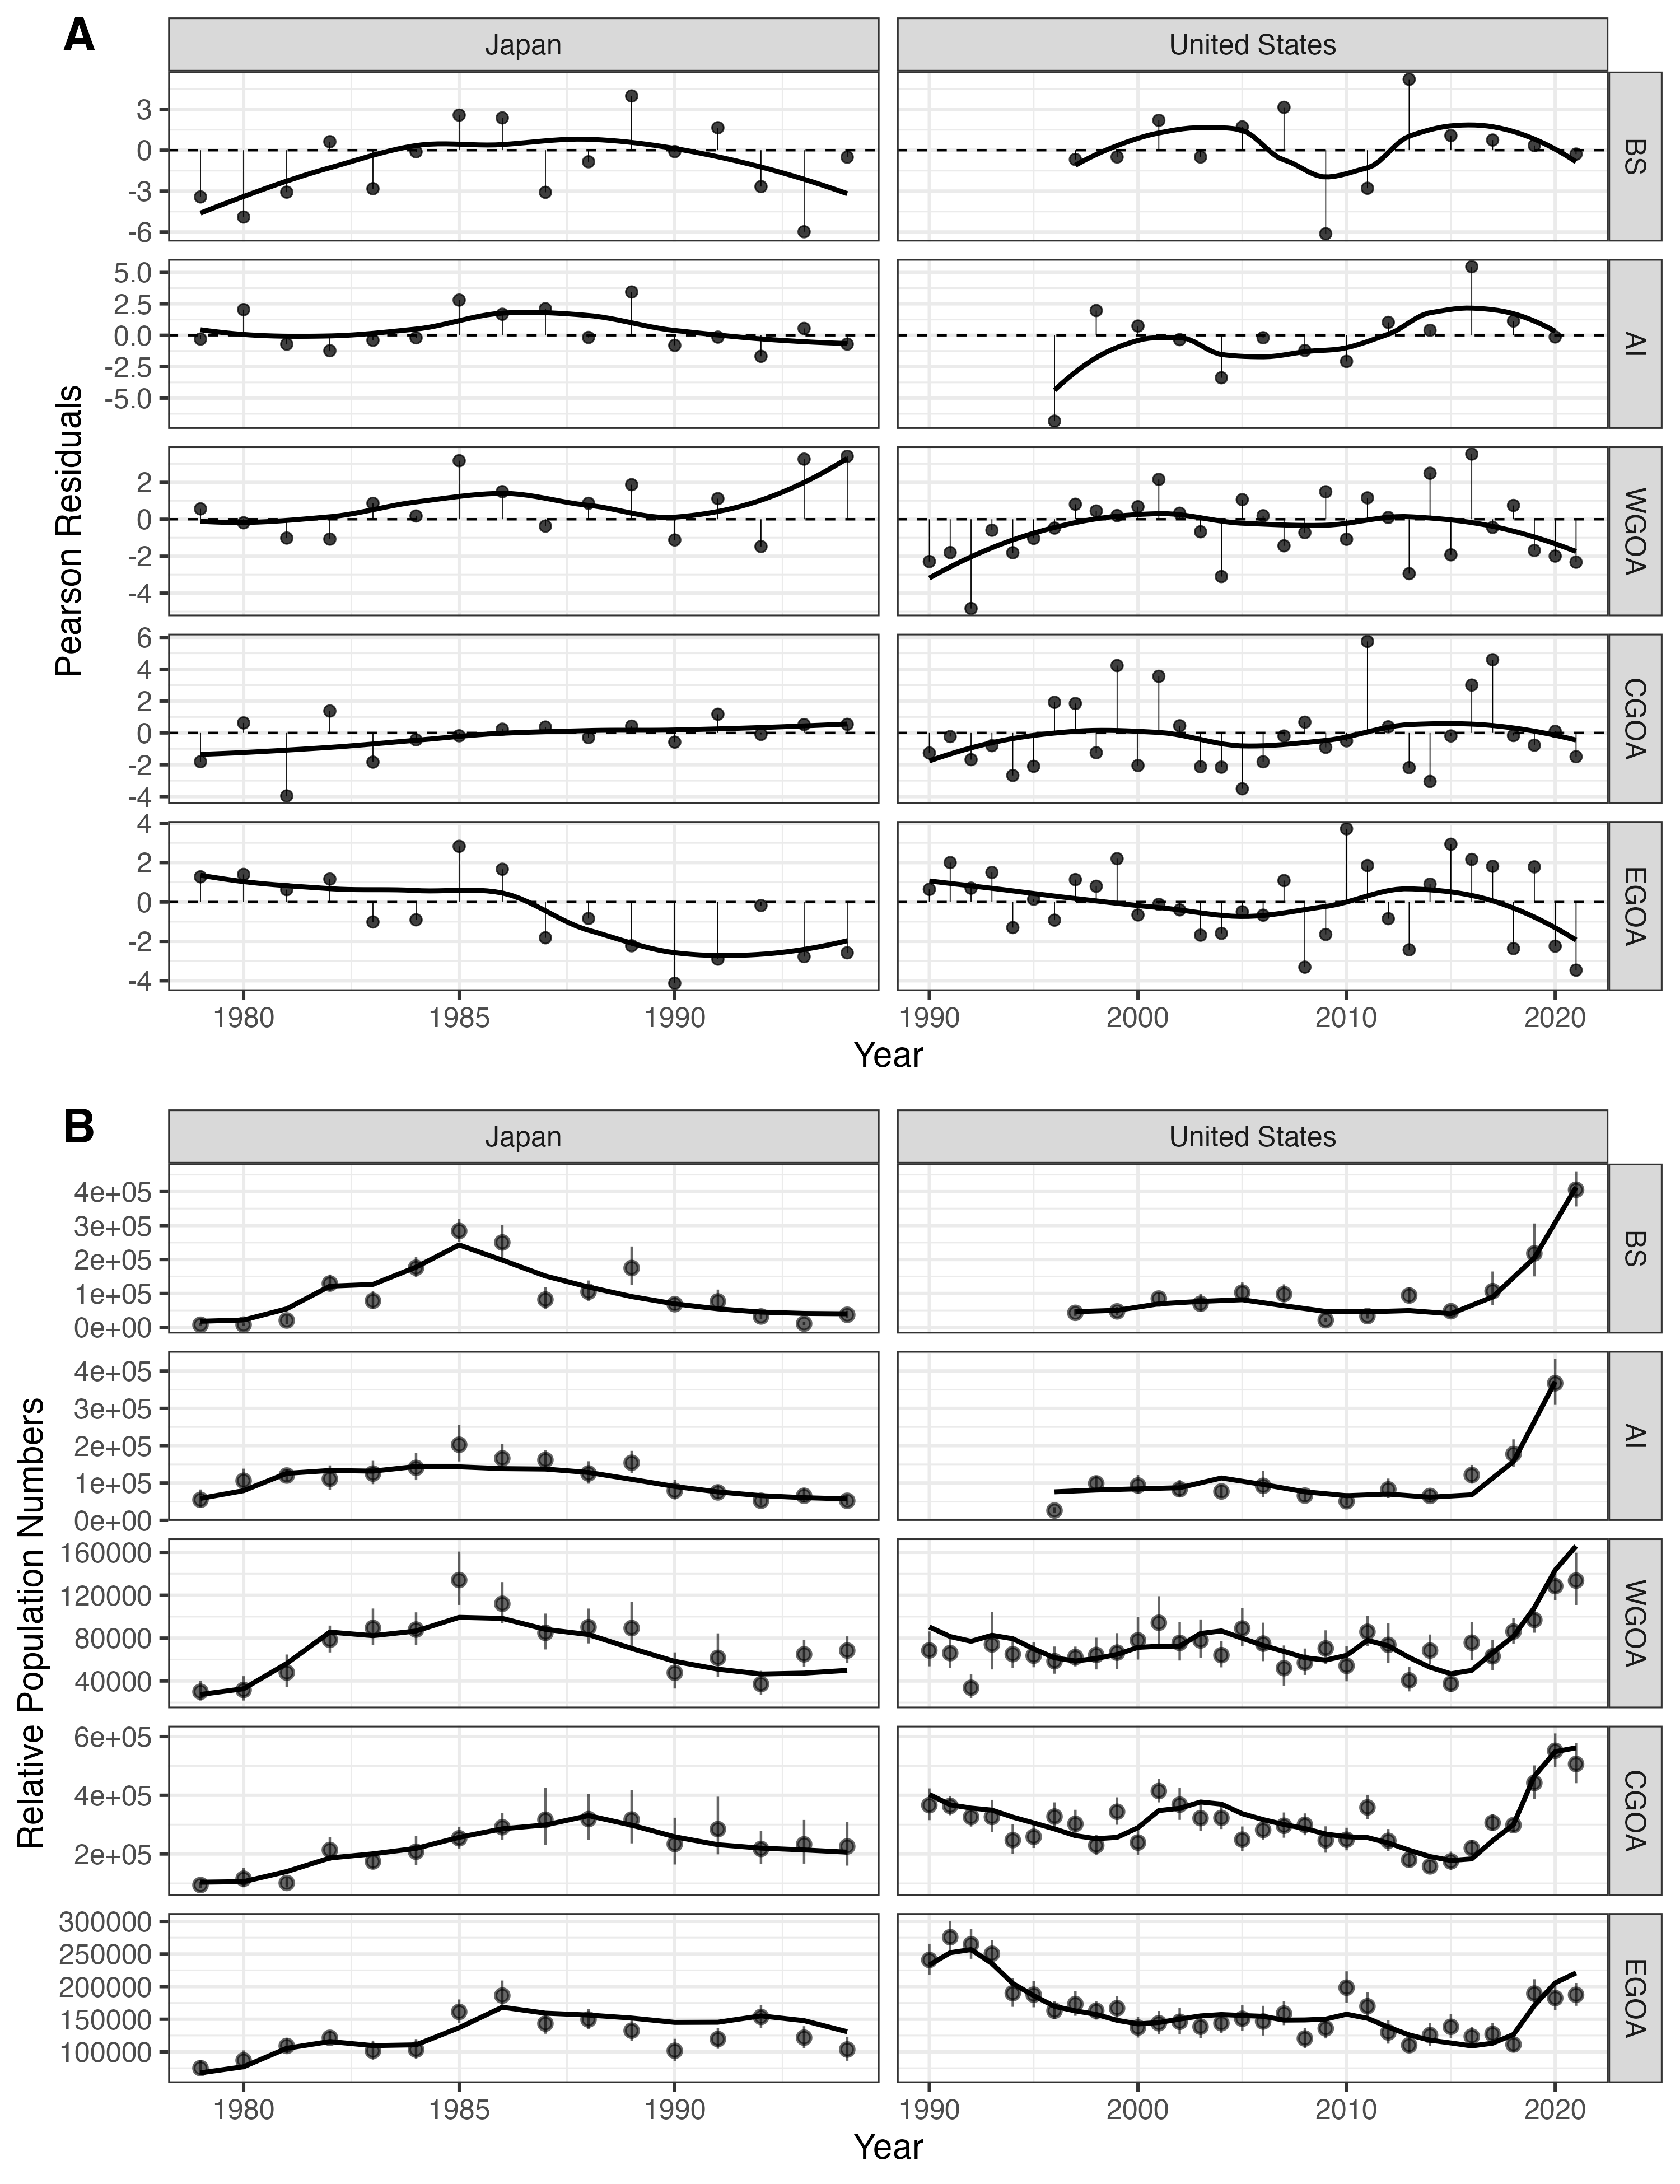 A
Japan
United States
3
0
-3
-6
BS
5.0
2.5
0.0
-2.5
-5.0
AI
2
0
-2
-4
WGOA
6
4
2
0
-2
-4
CGOA
4
2
0
-2
-4
EGOA
Pearson Residuals
1980
1985
1990
1990
2000
2010
2020
Year
B
Japan
United States
4e+05
3e+05
2e+05
1e+05
0e+00
BS
4e+05
3e+05
2e+05
1e+05
0e+00
AI
160000
120000
80000
40000
WGOA
6e+05
4e+05
2e+05
CGOA
300000
250000
200000
150000
100000
EGOA
Relative Population Numbers
1980
1985
1990
1990
2000
2010
2020
Year